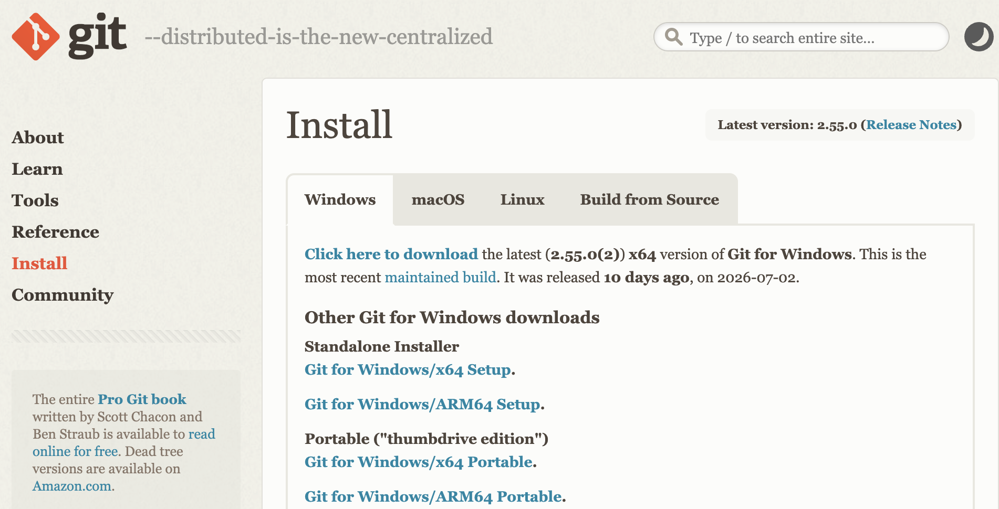 git --distributed-is-the-new-centralized
Type / to search entire site...
About
Learn
Tools
Reference
Install
Community
The entire Pro Git book
written by Scott Chacon and
Ben Straub is available to read
online for free. Dead tree
versions are available on
Amazon.com.
Install
Latest version: 2.55.0 (Release Notes)
Windows macOS Linux Build from Source
Click here to download the latest (2.55.0(2)) x64 version of Git for Windows. This is the
most recent maintained build. It was released 10 days ago, on 2026-07-02.
Other Git for Windows downloads
Standalone Installer
Git for Windows/x64 Setup.
Git for Windows/ARM64 Setup.
Portable ("thumbdrive edition")
Git for Windows/x64 Portable.
Git for Windows/ARM64 Portable.